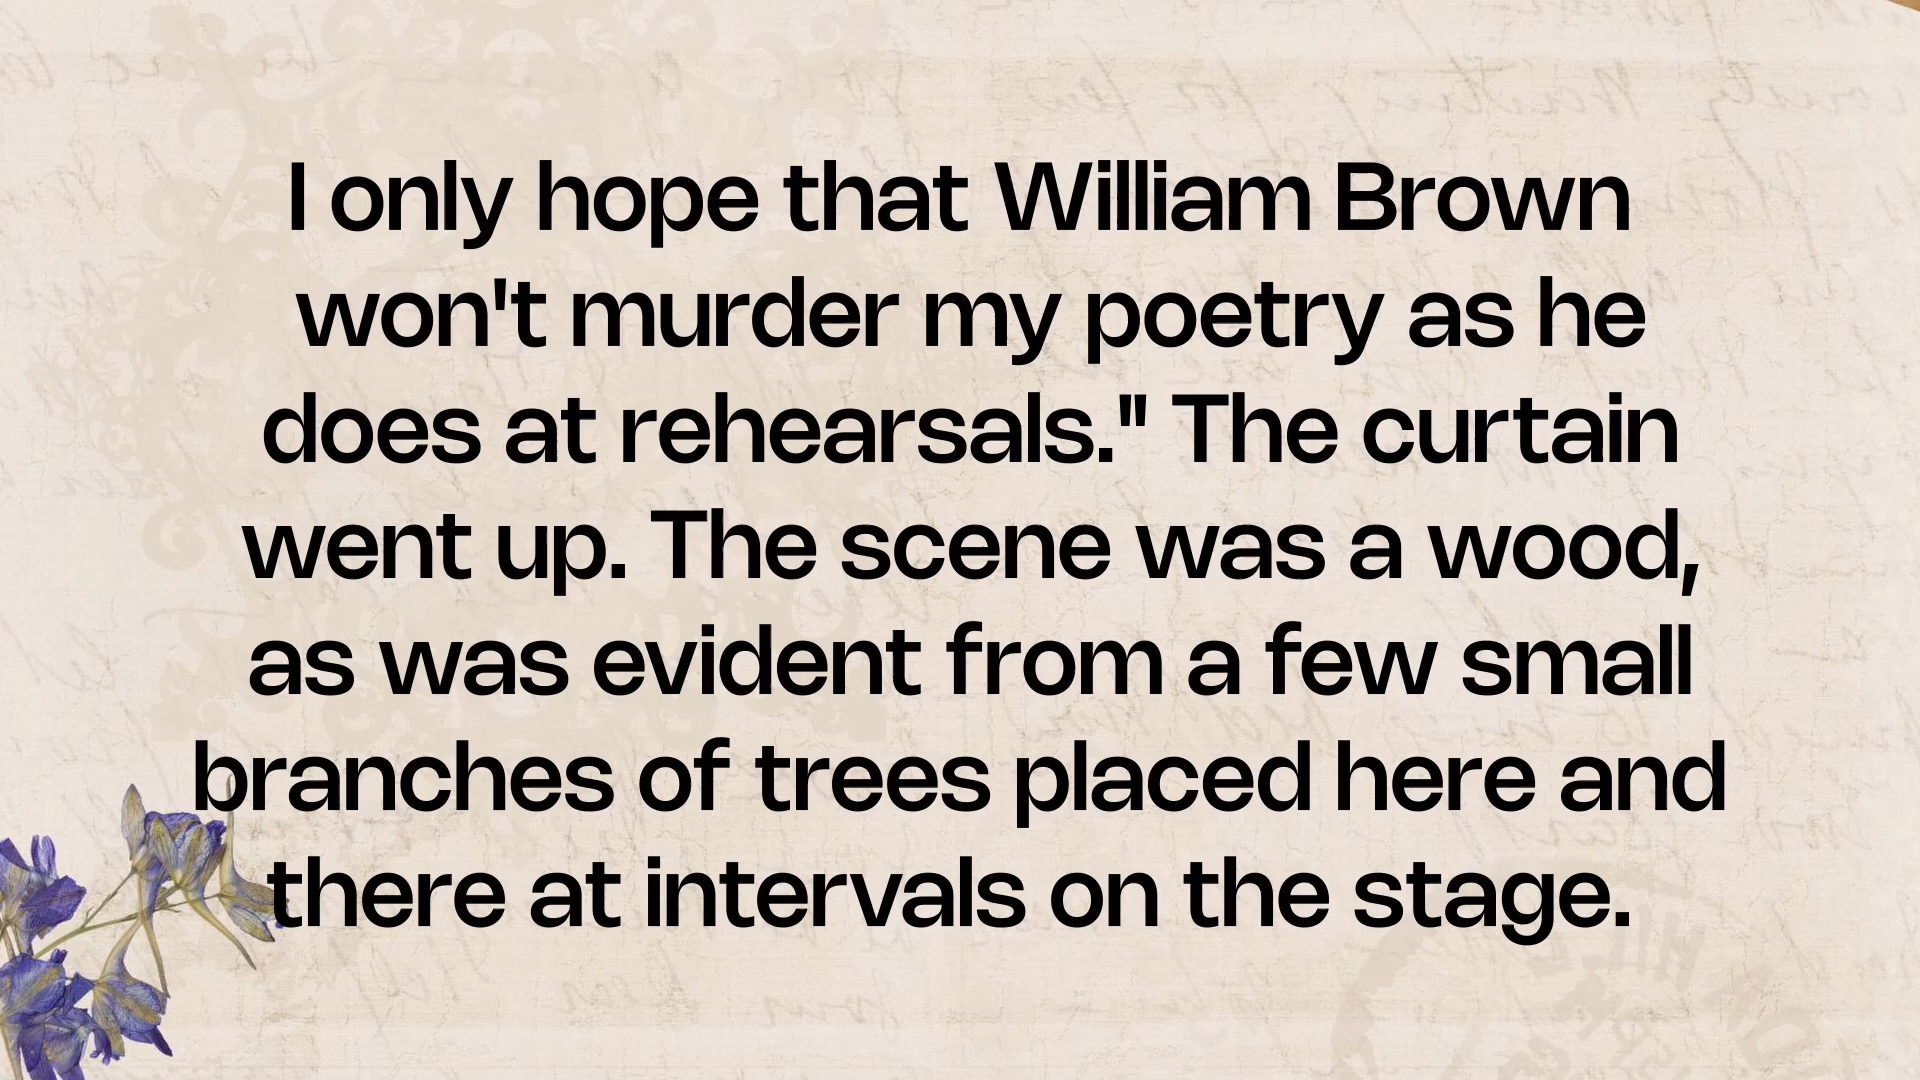 I only hope that William Brown
won't murder my poetry as he
does at rehearsals." The curtain
went up. The scene was a wood,
as was evident from a few small
branches of trees placed here and
there at intervals on the stage.